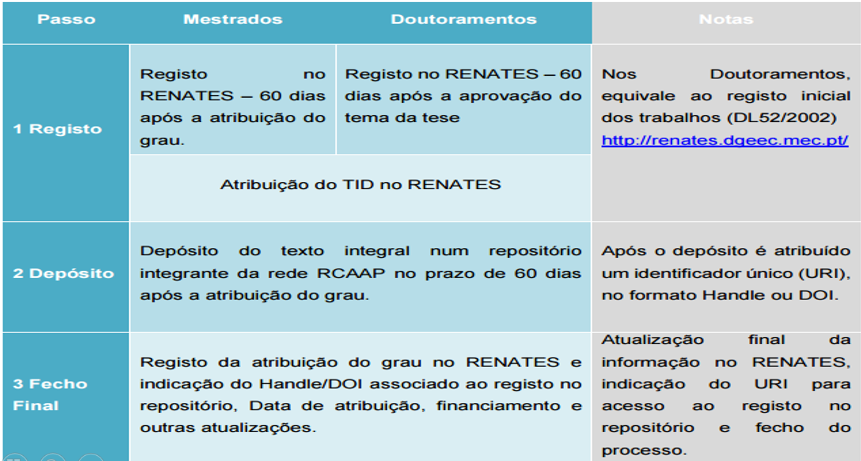 Passo Mestrados Doutoramentos Notas
1 Registo
Registo no
RENATES – 60 dias
após a atribuição do
grau.
Registo no RENATES – 60
dias após a aprovação do
tema da tese
Atribuição do TID no RENATES
Nos Doutoramentos,
equivale ao registo inicial
dos trabalhos (DL52/2002)
http://renates.dgeec.mec.pt/
2 Depósito
Depósito do texto integral num repositório
integrante da rede RCAAP no prazo de 60 dias
após a atribuição do grau.
Após o depósito é atribuído
um identificador único (URI),
no formato Handle ou DOI.
3 Fecho
Final
Registo da atribuição do grau no RENATES e
indicação do Handle/DOI associado ao registo no
repositório, Data de atribuição, financiamento e
outras atualizações.
Atualização final da
informação no RENATES,
indicação do URI para
acesso ao registo no
repositório e fecho do
processo.